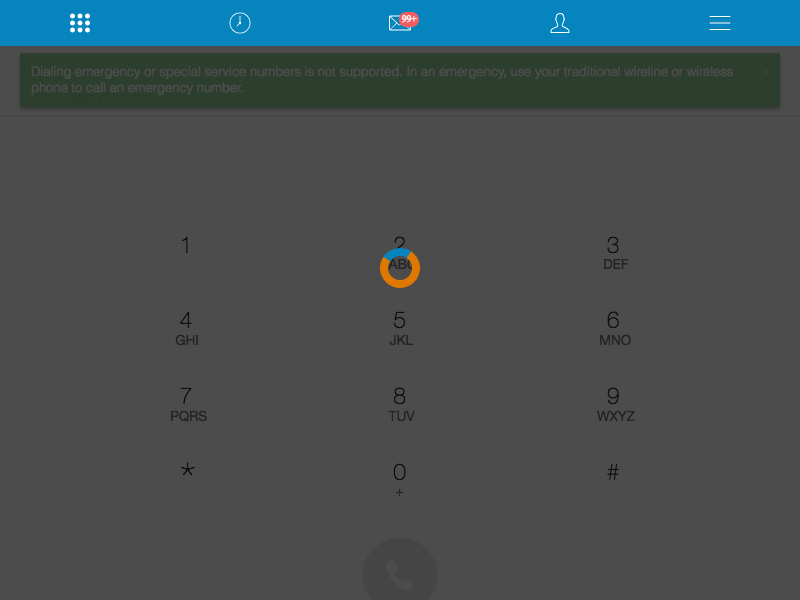 99+
Dialing emergency or special service numbers is not supported. In an emergency, use your traditional wireline or wireless
phone to call an emergency number.
×
1
2
3
ABC
DEF
4
5
6
GHI
JKL
MNO
7
8
9
PQRS
TUV
WXYZ
*
0
#
+